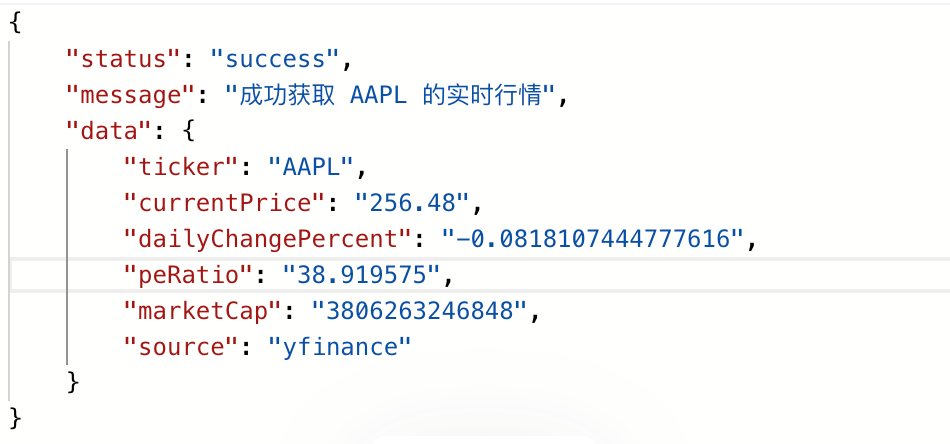 {
"status": "success",
"message": "成功获取 AAPL 的实时行情",
"data": {
"ticker": "AAPL",
"currentPrice": "256.48",
"dailyChangePercent": "-0.0818107444777616",
"peRatio": "38.919575",
"marketCap": "3806263246848",
"source": "yfinance"
}
}